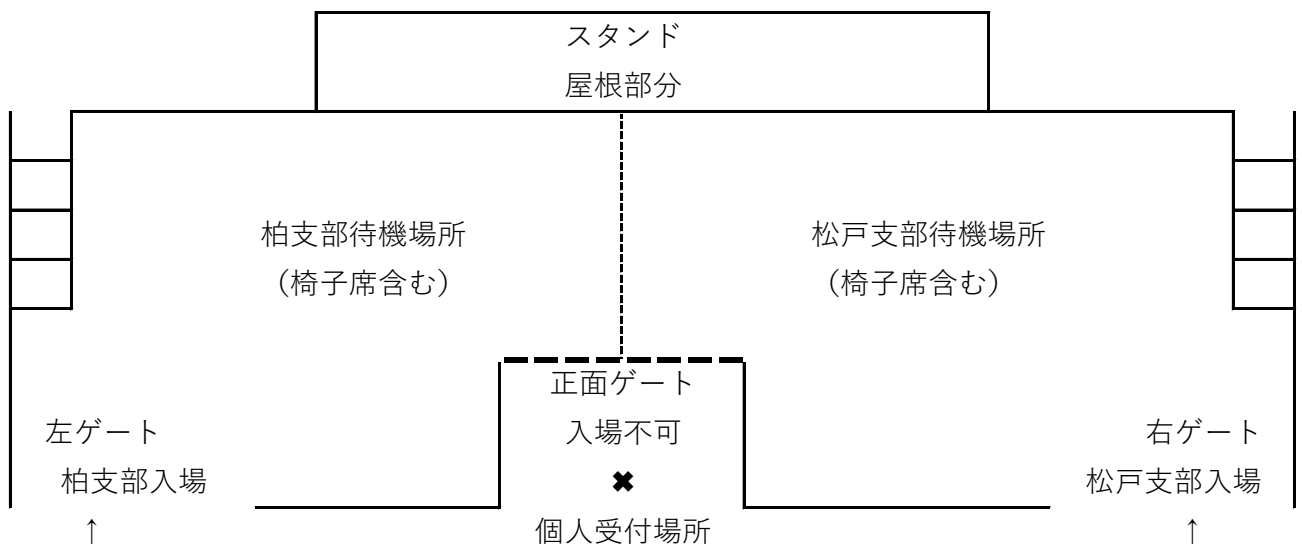 スタンド
屋根部分
柏支部待機場所
（椅子席含む）
松戸支部待機場所
（椅子席含む）
正面ゲート
入場不可
✖
個人受付場所
左ゲート
柏支部入場
↑
右ゲート
松戸支部入場
↑